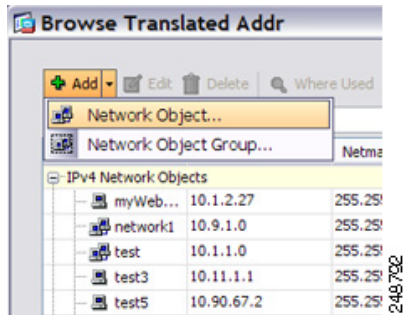 Browse Translated Addr
Add Edit Delete Where Used
Network Object...
Network Object Group...
Netma
IPv4 Network Objects
myWeb... 10.1.2.27 255.25
network1 10.9.1.0 255.25
test 10.1.1.0 255.25
test3 10.11.1.1 255.25
test5 10.90.67.2 255.25
248792